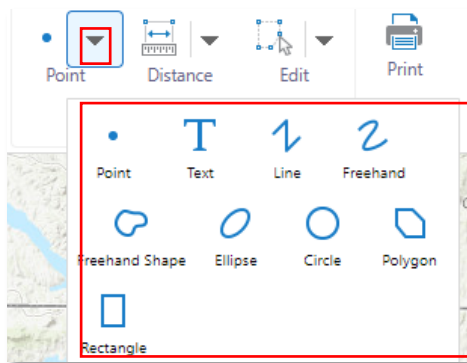 Point Distance Edit Print
Point Text Line Freehand
Freehand Shape Ellipse Circle Polygon
Rectangle